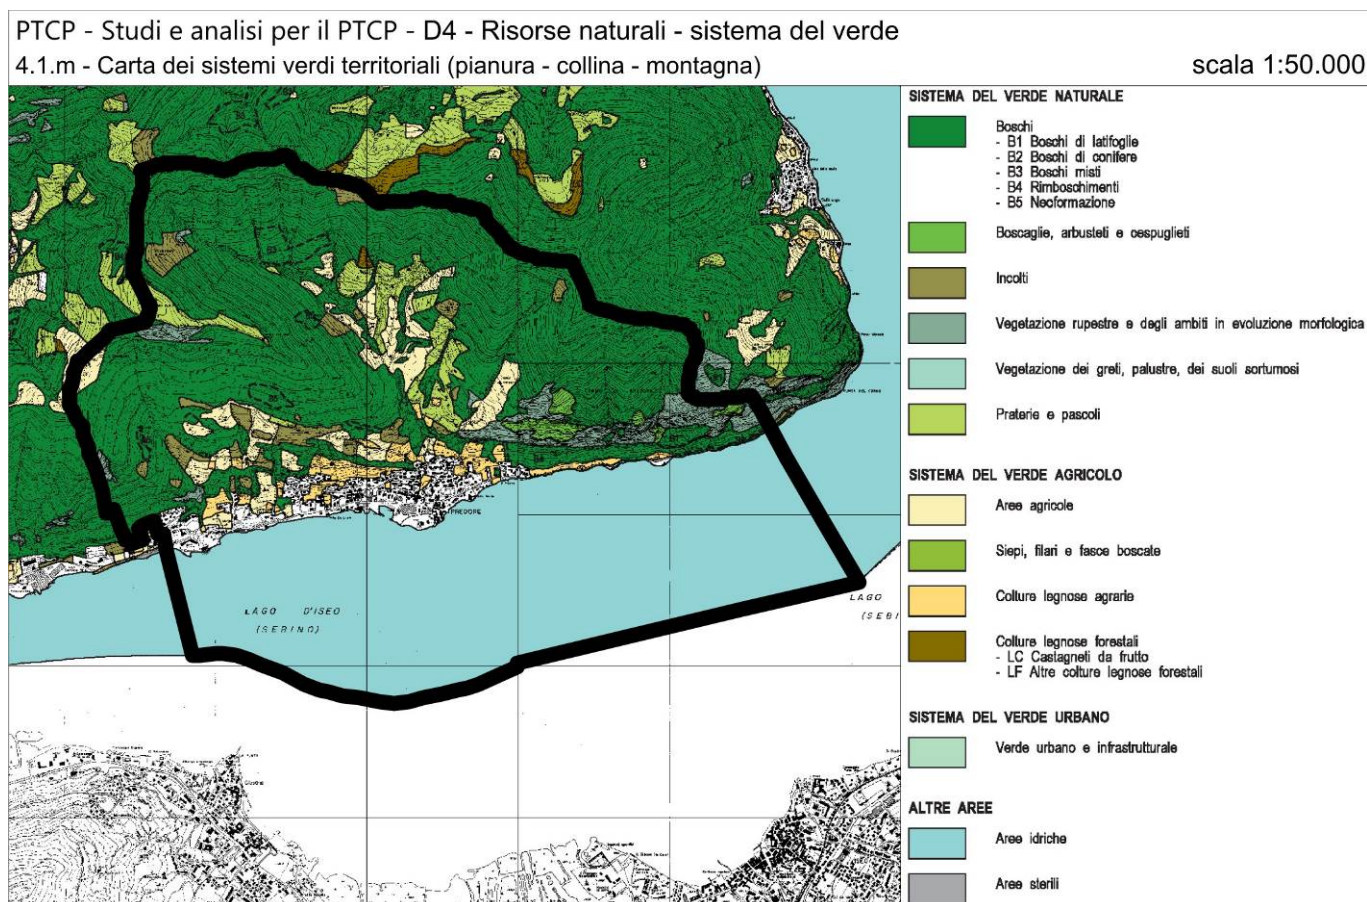 PTCP - Studi e analisi per il PTCP - D4 - Risorse naturali - sistema del verde
4.1.m - Carta dei sistemi verdi territoriali (pianura - collina - montagna)
scala 1:50.000
SISTEMA DEL VERDE NATURALE
Boschi
- B1 Boschi di latifoglie
- B2 Boschi di conifere
- B3 Boschi misti
- B4 Rimboschimenti
- B5 Neoformazione
Boscaglie, arbusteti e cespuglieti
Incolti
Vegetazione rupestre e degli ambiti in evoluzione morfologica
Vegetazione dei greti, palustre, dei suoli sortumosi
Praterie e pascoli
SISTEMA DEL VERDE AGRICOLO
Aree agricole
Siepi, filari e fasce boscate
Colture legnose agrarie
Colture legnose forestali
- LC Castagneti da frutto
- LF Altre colture legnose forestali
SISTEMA DEL VERDE URBANO
Verde urbano e infrastrutturale
ALTRE AREE
Aree idriche
Aree sterili
PREDORE
LAGO D'ISEO
(SEBINO)
LAGO
(SEBI